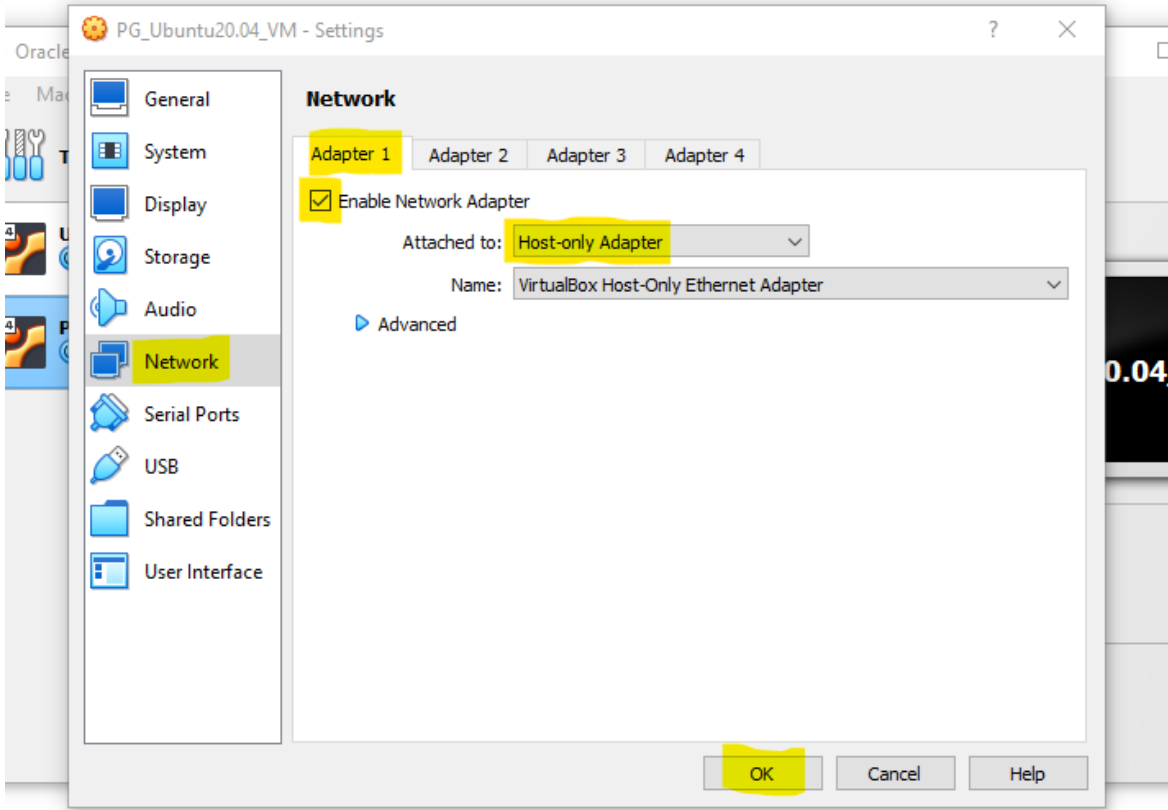 PG_Ubuntu20.04_VM - Settings
?
Oracle
Mac
General
System
Display
Storage
Audio
Network
Serial Ports
USB
Shared Folders
User Interface
Network
Adapter 1 Adapter 2 Adapter 3 Adapter 4
Enable Network Adapter
Attached to: Host-only Adapter
Name: VirtualBox Host-Only Ethernet Adapter
Advanced
0.04
OK Cancel Help